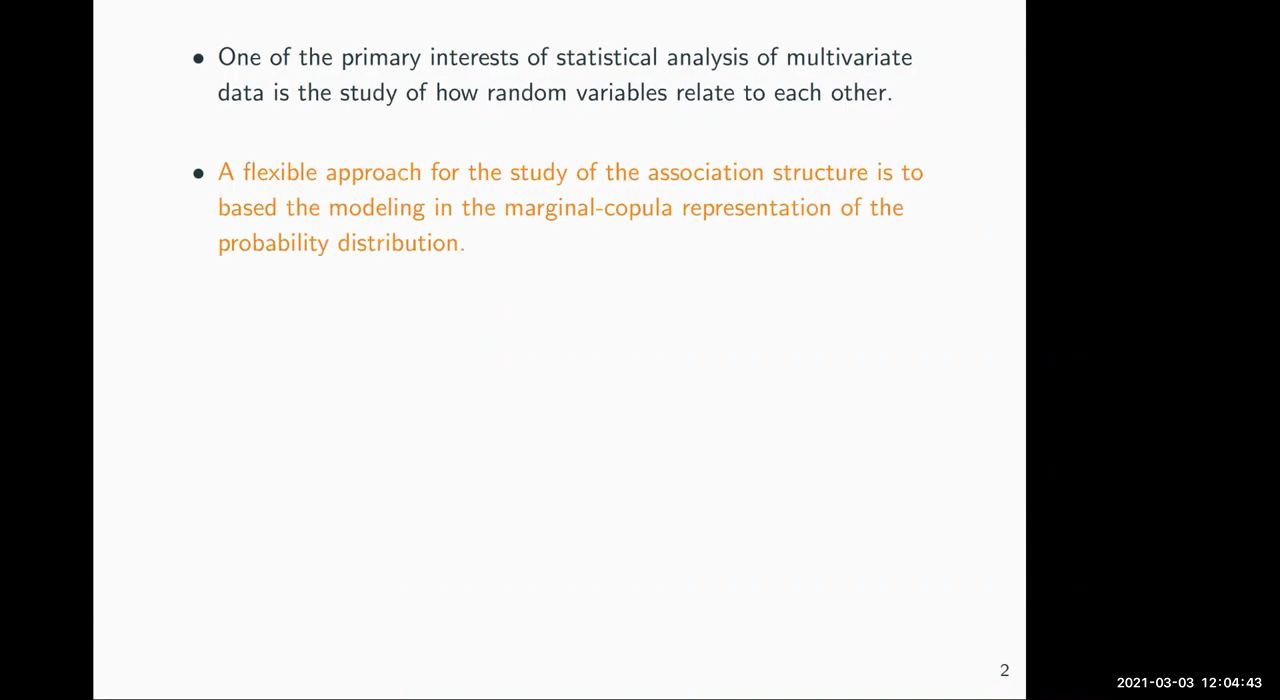 • One of the primary interests of statistical analysis of multivariate
data is the study of how random variables relate to each other.
• A flexible approach for the study of the association structure is to
based the modeling in the marginal-copula representation of the
probability distribution.
2
2021-03-03 12:04:43